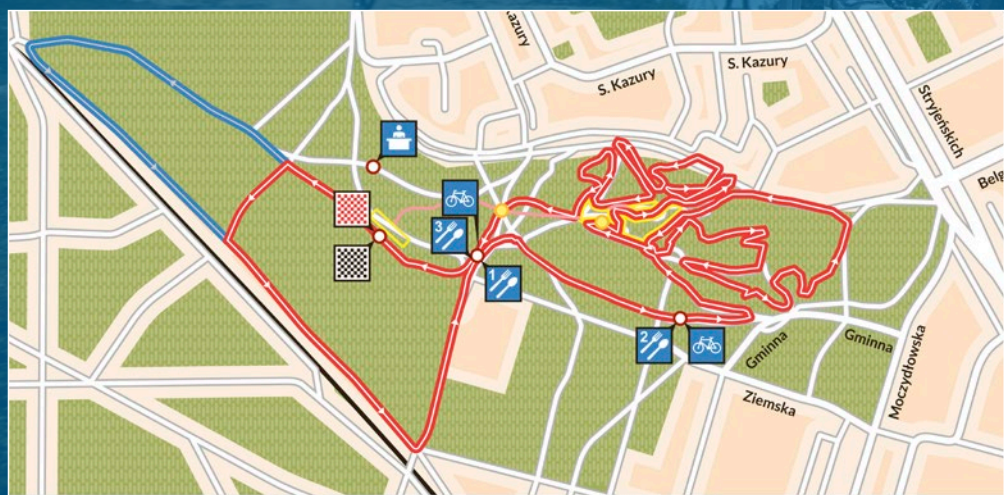 Kazury
S. Kazury
S. Kazury
Stryjeńskich
Belg
3
1
2
Gminna
Gminna
Moczydłowska
Ziemska